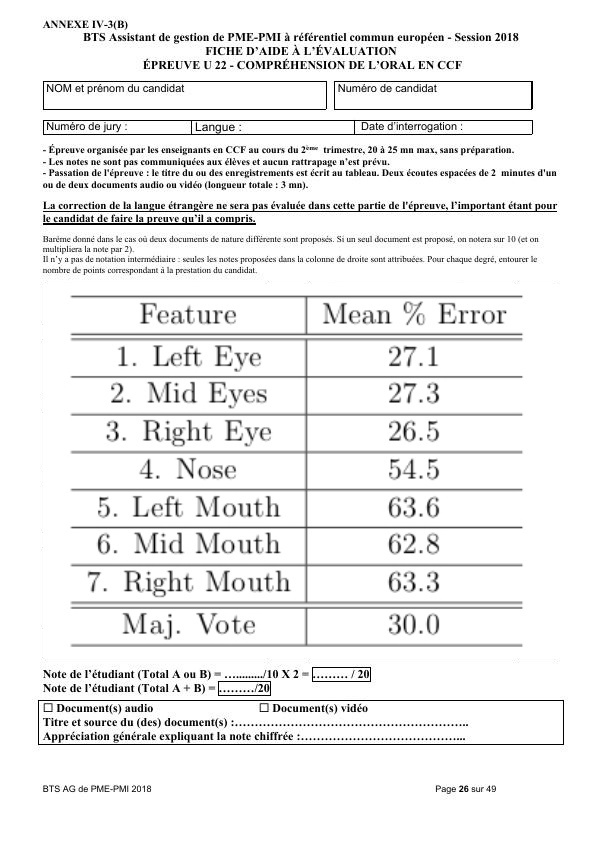 ANNEXE IV-3(B)
BTS Assistant de gestion de PME-PMI à référentiel commun européen - Session 2018
FICHE D'AIDE À L'ÉVALUATION
ÉPREUVE U 22 - COMPRÉHENSION DE L'ORAL EN CCF
NOM et prénom du candidat
Numéro de candidat
Numéro de jury :
Langue :
Date d'interrogation :
- Épreuve organisée par les enseignants en CCF au cours du 2ème trimestre, 20 à 25 mn max, sans préparation.
- Les notes ne sont pas communiquées aux élèves et aucun rattrapage n'est prévu.
- Passation de l'épreuve : le titre du ou des enregistrements est écrit au tableau. Deux écoutes espacées de 2 minutes d'un
ou de deux documents audio ou vidéo (longueur totale : 3 mn).
La correction de la langue étrangère ne sera pas évaluée dans cette partie de l'épreuve, l'important étant pour
le candidat de faire la preuve qu'il a compris.
Barème donné dans le cas où deux documents de nature différente sont proposés. Si un seul document est proposé, on notera sur 10 (et on
multipliera la note par 2).
Il n'y a pas de notation intermédiaire : seules les notes proposées dans la colonne de droite sont attribuées. Pour chaque degré, entourer le
nombre de points correspondant à la prestation du candidat.
Feature Mean % Error
1. Left Eye 27.1
2. Mid Eyes 27.3
3. Right Eye 26.5
4. Nose 54.5
5. Left Mouth 63.6
6. Mid Mouth 62.8
7. Right Mouth 63.3
Maj. Vote 30.0
Note de l'étudiant (Total A ou B) = …........./10 X 2 = ……… / 20
Note de l'étudiant (Total A + B) = ………/20
☐ Document(s) audio ☐ Document(s) vidéo
Titre et source du (des) document(s) :…………………………………………..
Appréciation générale expliquant la note chiffrée :……………………………...
BTS AG de PME-PMI 2018
Page 26 sur 49